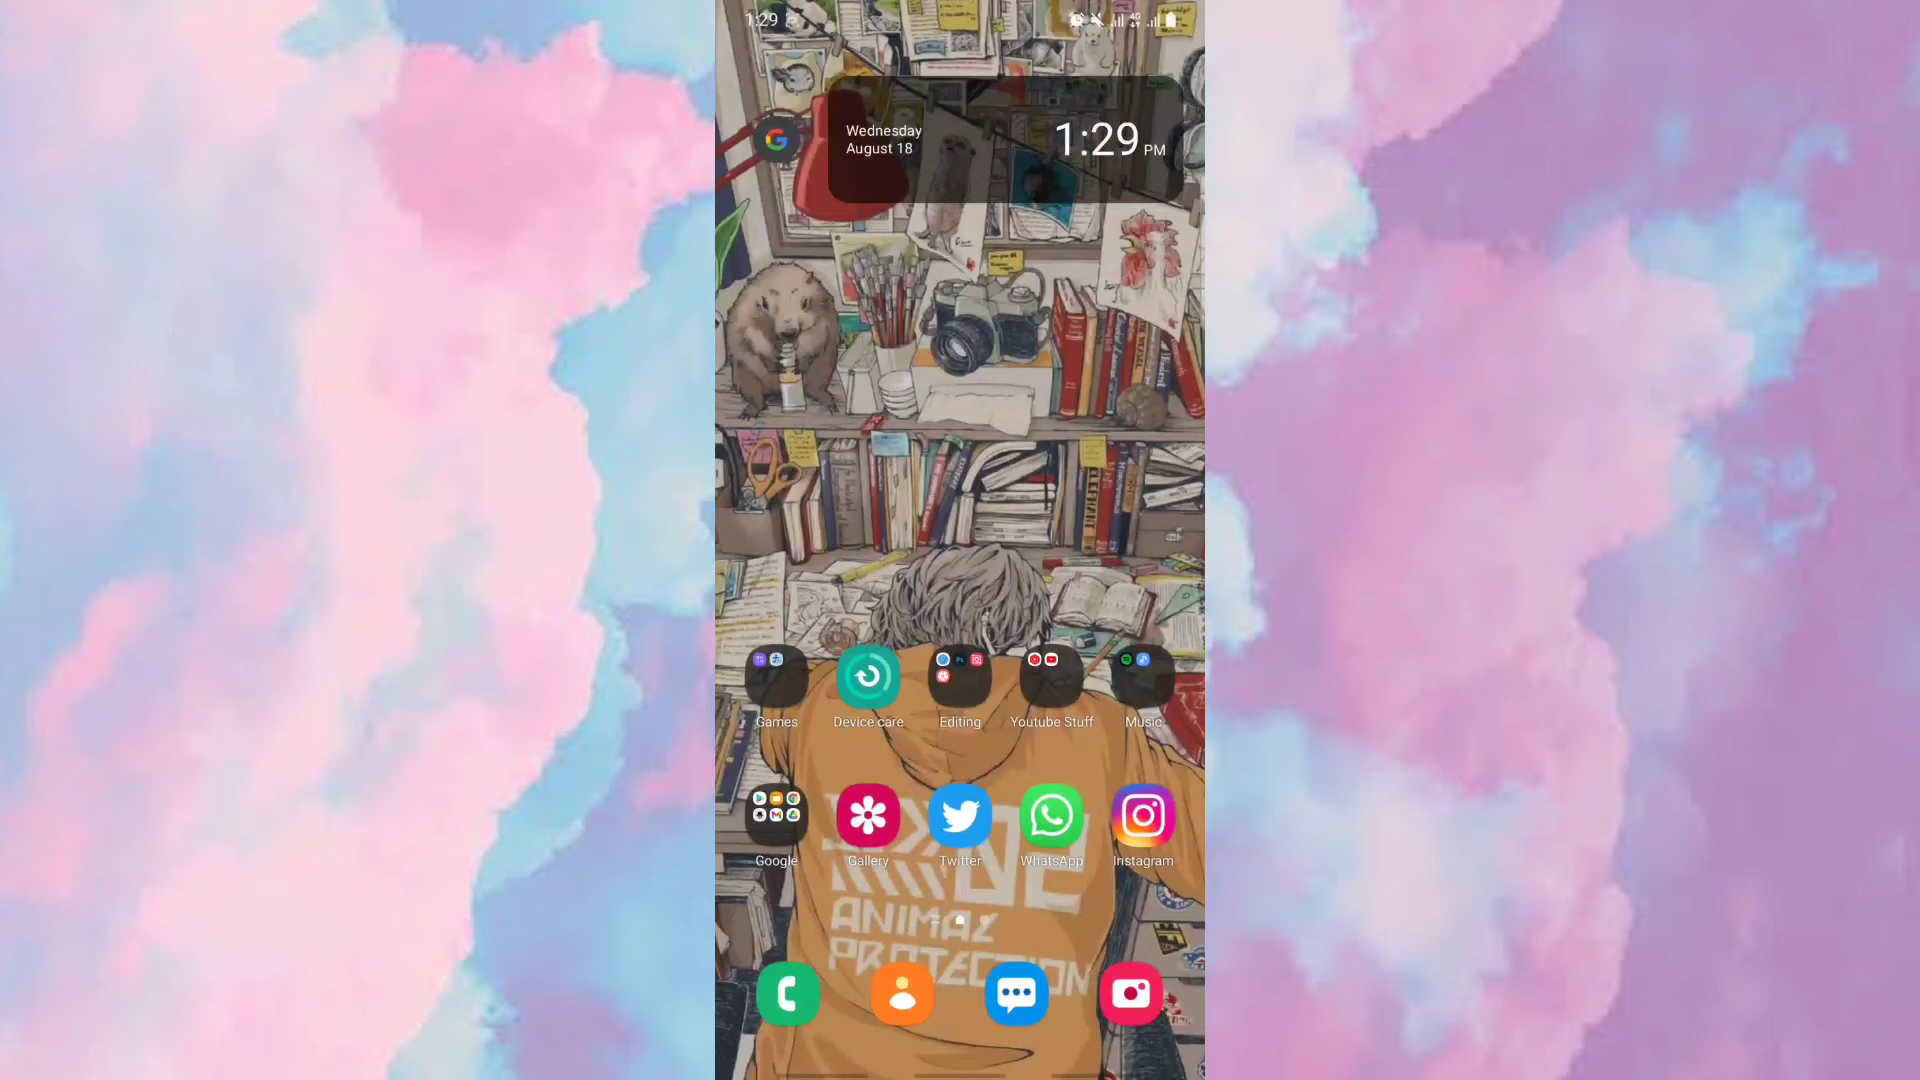 1:29
4G
Wednesday
August 18
1:29 PM
Games
Device care
Editing
Youtube Stuff
Music
Google
Gallery
Twitter
WhatsApp
Instagram
ANIMAL
PROTECTION